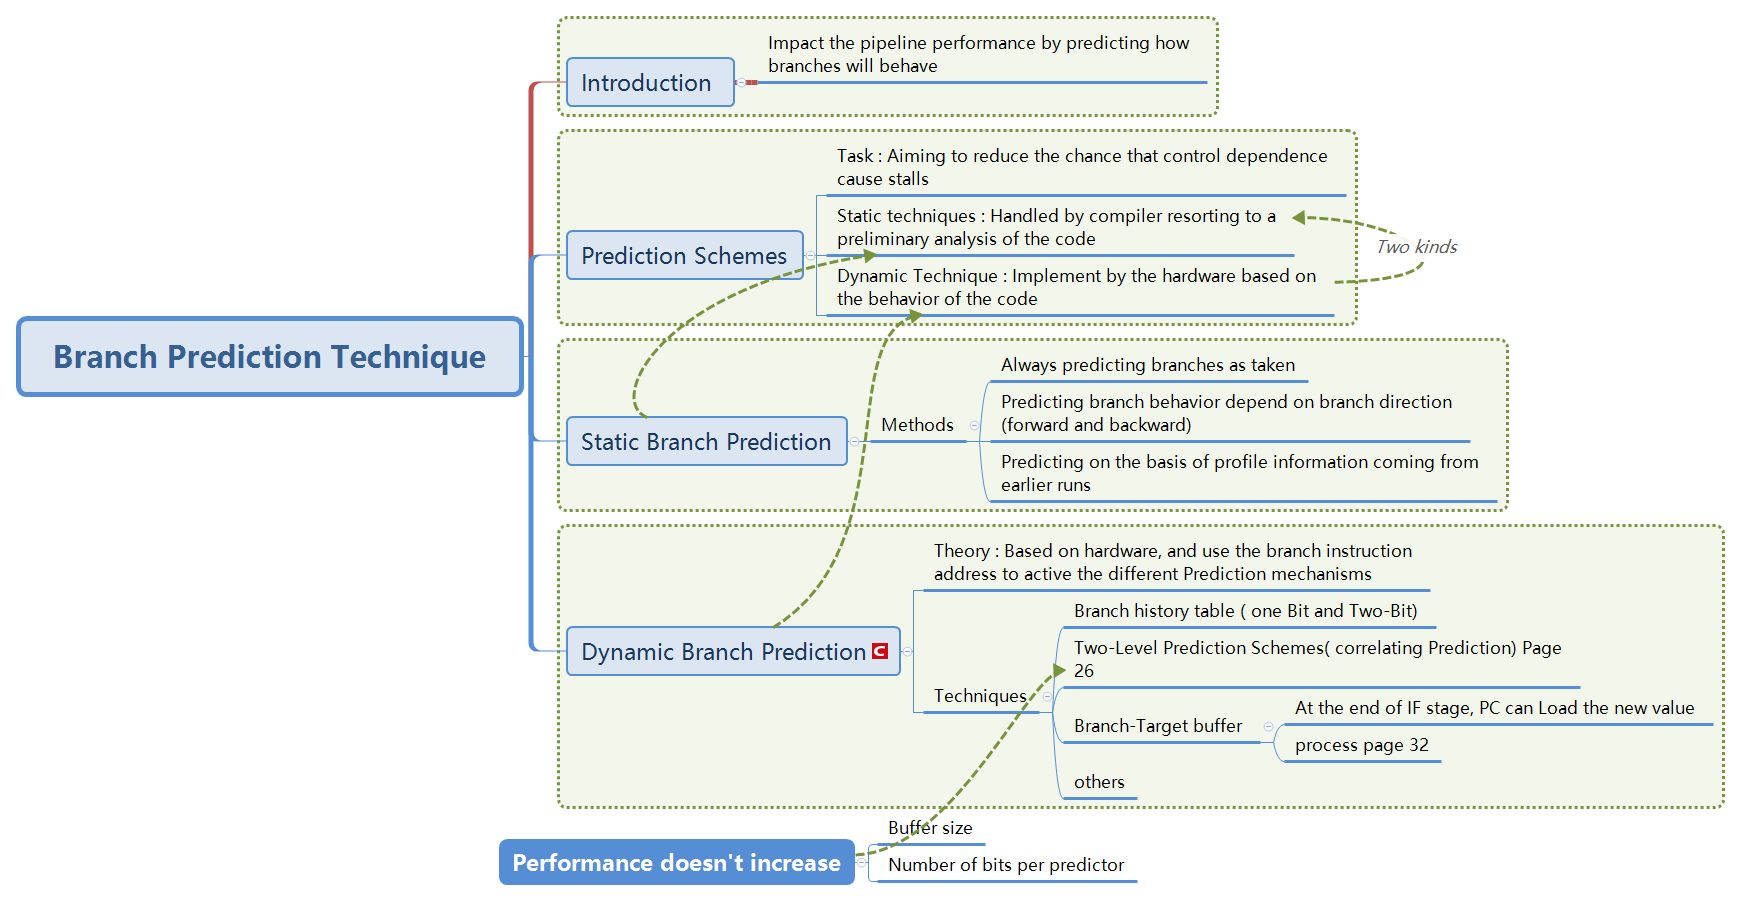 Impact the pipeline performance by predicting how
branches will behave
Introduction
Task : Aiming to reduce the chance that control dependence
cause stalls
Static techniques : Handled by compiler resorting to a
preliminary analysis of the code
Two kinds
Prediction Schemes
Dynamic Technique : Implement by the hardware based on
the behavior of the code
Branch Prediction Technique
Always predicting branches as taken
Predicting branch behavior depend on branch direction
(forward and backward)
Methods
Static Branch Prediction
Predicting on the basis of profile information coming from
earlier runs
Theory : Based on hardware, and use the branch instruction
address to active the different Prediction mechanisms
Branch history table ( one Bit and Two-Bit)
Dynamic Branch Prediction C
Two-Level Prediction Schemes( correlating Prediction) Page
26
Techniques
At the end of IF stage, PC can Load the new value
Branch-Target buffer
process page 32
others
Buffer size
Performance doesn't increase
Number of bits per predictor